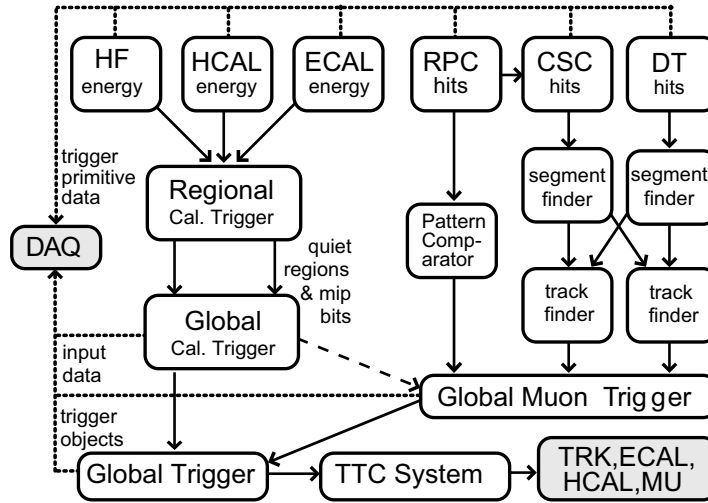 HF
energy
HCAL
energy
ECAL
energy
RPC
hits
CSC
hits
DT
hits
trigger
primitive
data
Regional
Cal. Trigger
segment
finder
segment
finder
DAQ
Pattern
Comp-
arator
quiet
regions
& mip
bits
Global
Cal. Trigger
track
finder
track
finder
input
data
Global Muon Trigger
trigger
objects
Global Trigger
TTC System
TRK,ECAL,
HCAL,MU